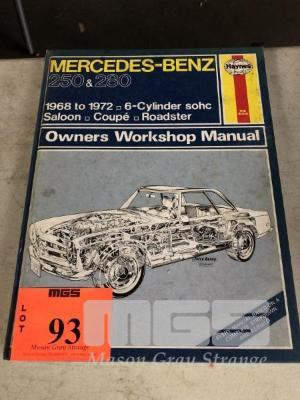 MERCEDES-BENZ
250 & 280
Haynes
1968 to 1972 □ 6-Cylinder sohc
Saloon □ Coupé □ Roadster
Owners Workshop Manual
MGS
LOT
93
Mason Gray Strange
MGS
Mason Gray Strange